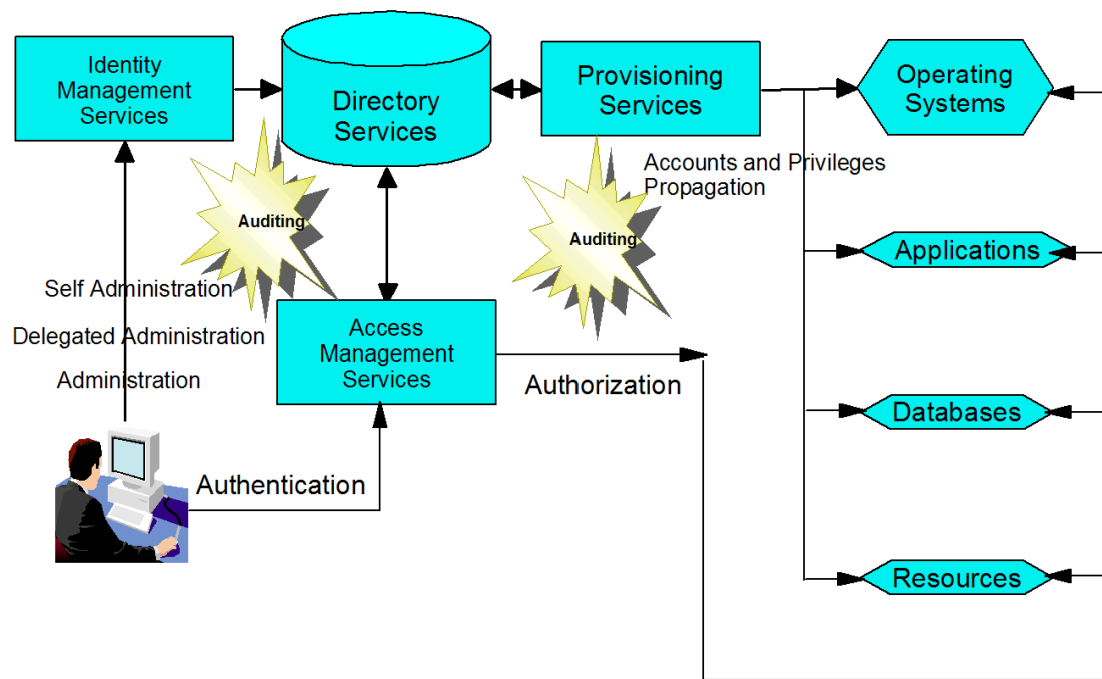 Identity
Management
Services
Directory
Services
Provisioning
Services
Operating
Systems
Accounts and Privileges
Propagation
Auditing
Auditing
Applications
Self Administration
Delegated Administration
Administration
Access
Management
Services
Authorization
Databases
Authentication
Resources